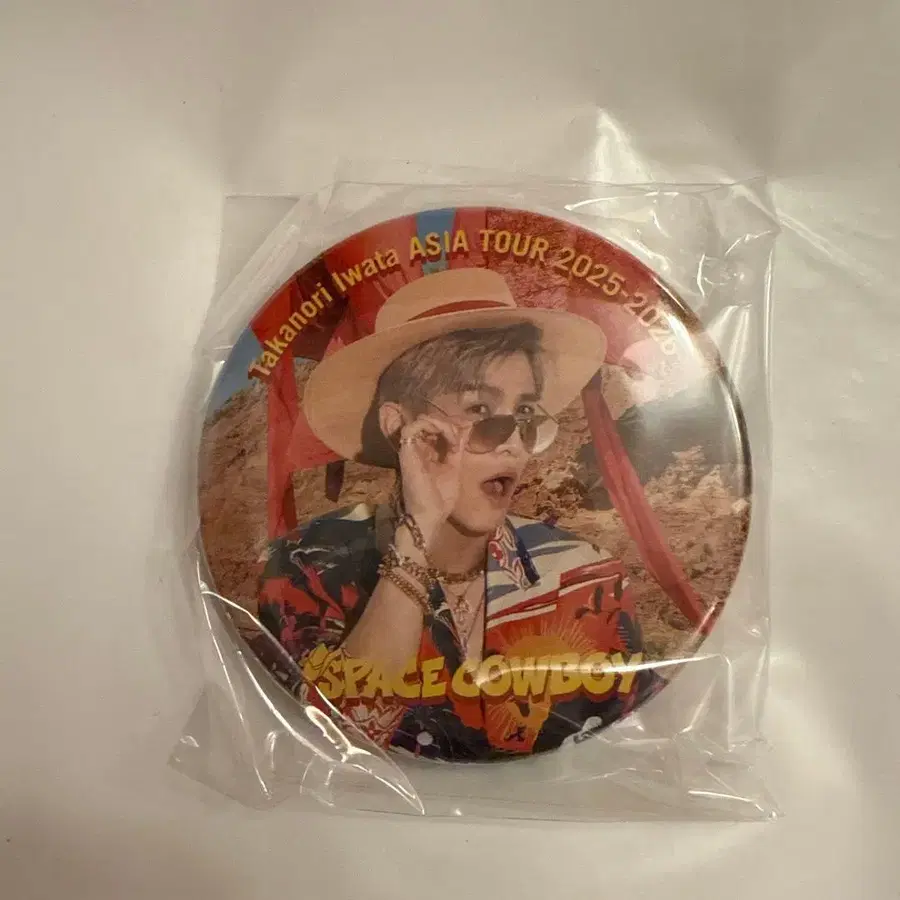 Takanori Iwata ASIA TOUR 2025-2026
SPACE COWBOY